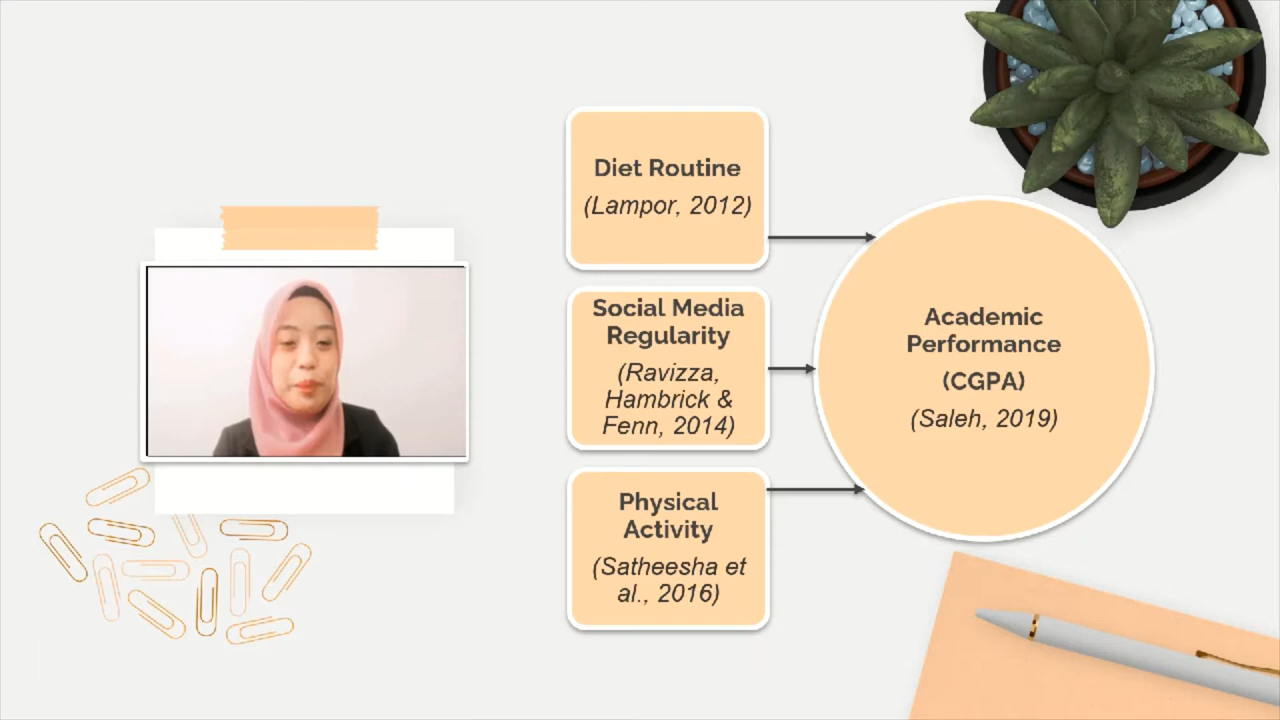 Diet Routine
(Lampor, 2012)
Social Media
Regularity
(Ravizza,
Hambrick &
Fenn, 2014)
Physical
Activity
(Satheesha et
al., 2016)
Academic
Performance
(CGPA)
(Saleh, 2019)